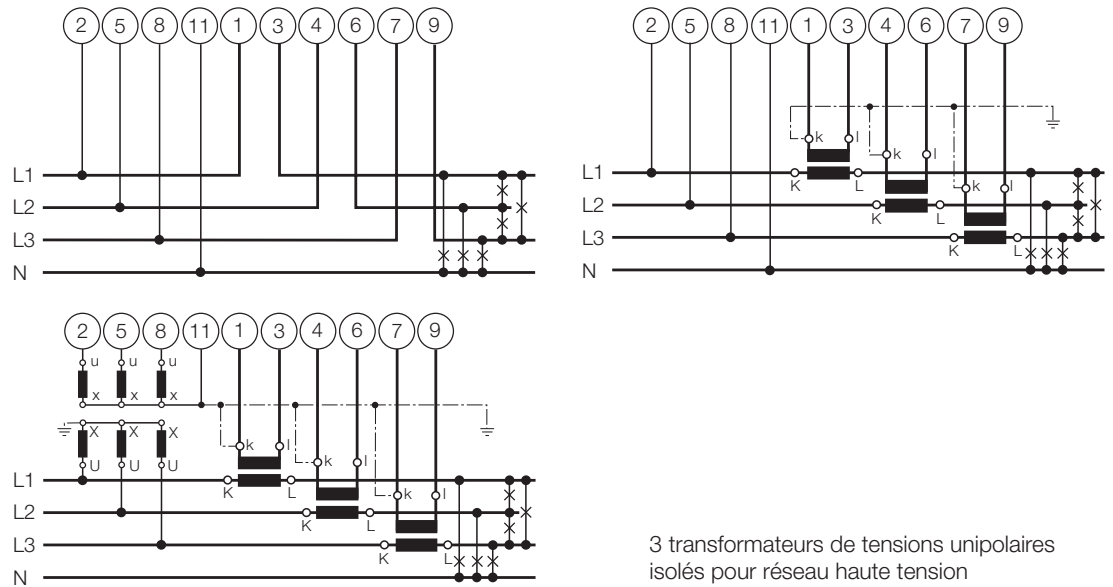 2 5 8 11 1 3 4 6 7 9
L1
L2
L3
N
2 5 8 11 1 3 4 6 7 9
k l
k l
k l
L1 K L
L2 K L
L3 K L
N
2 5 8 11 1 3 4 6 7 9
u u u
x x x
X X X
U U U
k l
k l
k l
L1 K L
L2 K L
L3 K L
N
3 transformateurs de tensions unipolaires
isolés pour réseau haute tension